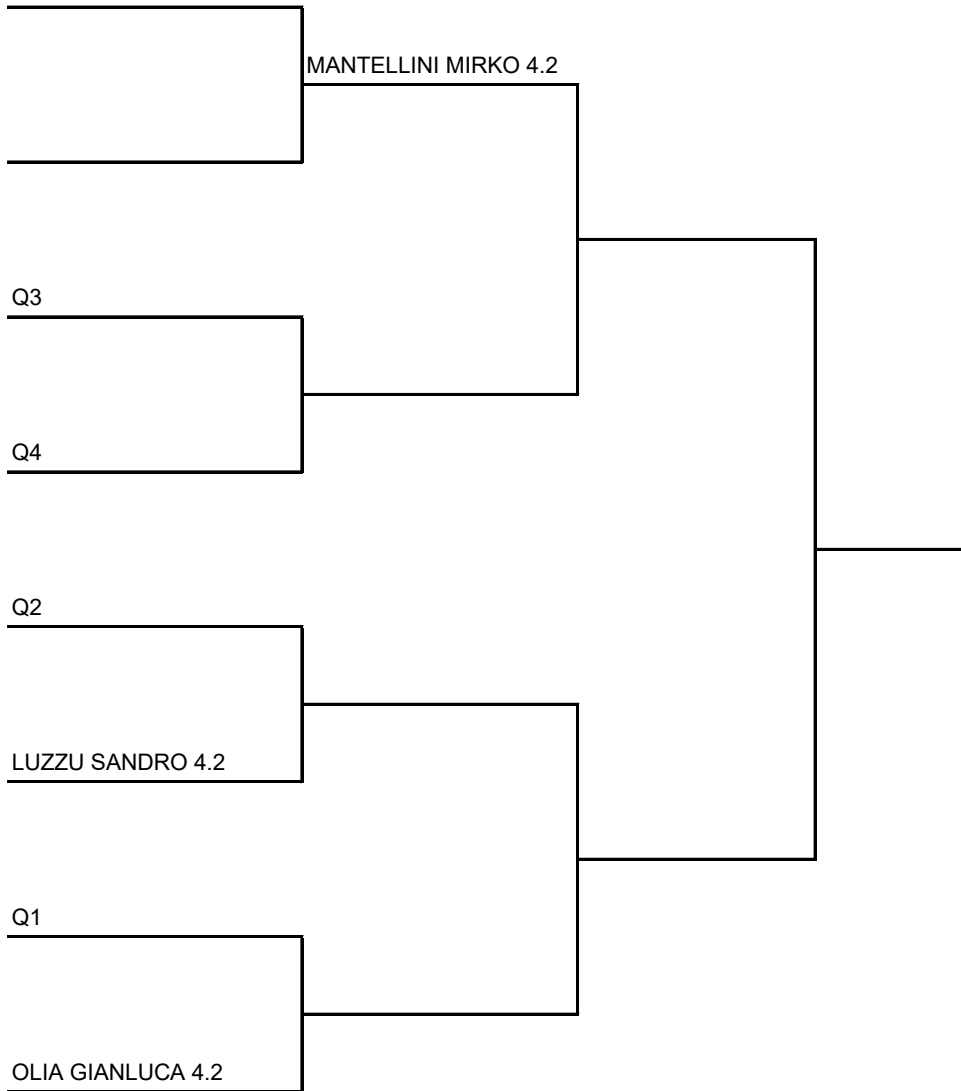 MANTELLINI MIRKO 4.2
Q3
Q4
Q2
LUZZU SANDRO 4.2
Q1
OLIA GIANLUCA 4.2